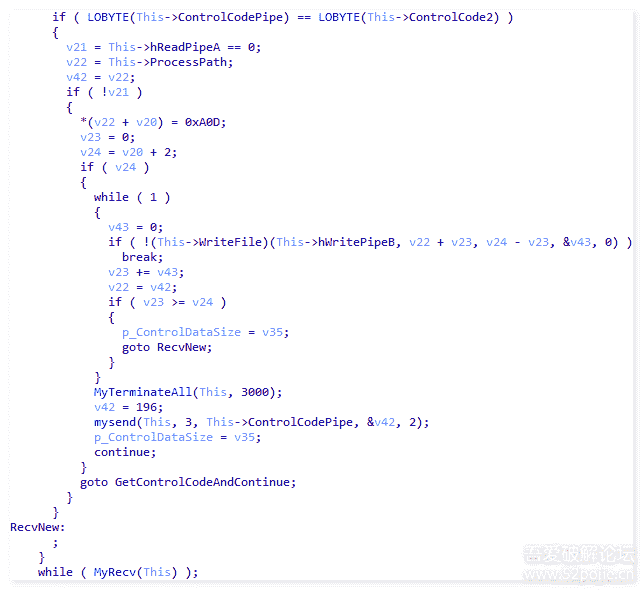 if ( LOBYTE(This->ControlCodePipe) == LOBYTE(This->ControlCode2) )
{
v21 = This->hReadPipeA == 0;
v22 = This->ProcessPath;
v42 = v22;
if ( !v21 )
{
*(v22 + v20) = 0xA0D;
v23 = 0;
v24 = v20 + 2;
if ( v24 )
{
while ( 1 )
{
v43 = 0;
if ( !(This->WriteFile)(This->hWritePipeB, v22 + v23, v24 - v23, &v43, 0) )
break;
v23 += v43;
v22 = v42;
if ( v23 >= v24 )
{
p_ControlDataSize = v35;
goto RecvNew;
}
}
MyTerminateAll(This, 3000);
v42 = 196;
mysend(This, 3, This->ControlCodePipe, &v42, 2);
p_ControlDataSize = v35;
continue;
}
goto GetControlCodeAndContinue;
}
}
RecvNew:
;
}
while ( MyRecv(This) );
吾爱破解论坛
www.52pojie.cn